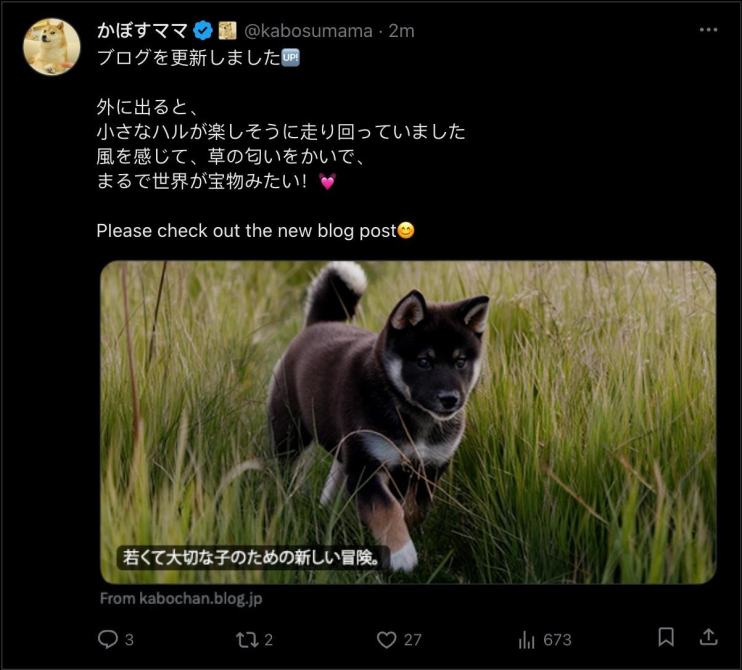 かぼすママ @kabosumama · 2m
ブログを更新しました🆙
外に出ると、
小さなハルが楽しそうに走り回っていました
風を感じて、草の匂いをかいで、
まるで世界が宝物みたい！💓
Please check out the new blog post😊
若くて大切な子のための新しい冒険。
From kabochan.blog.jp
3 2 27 673